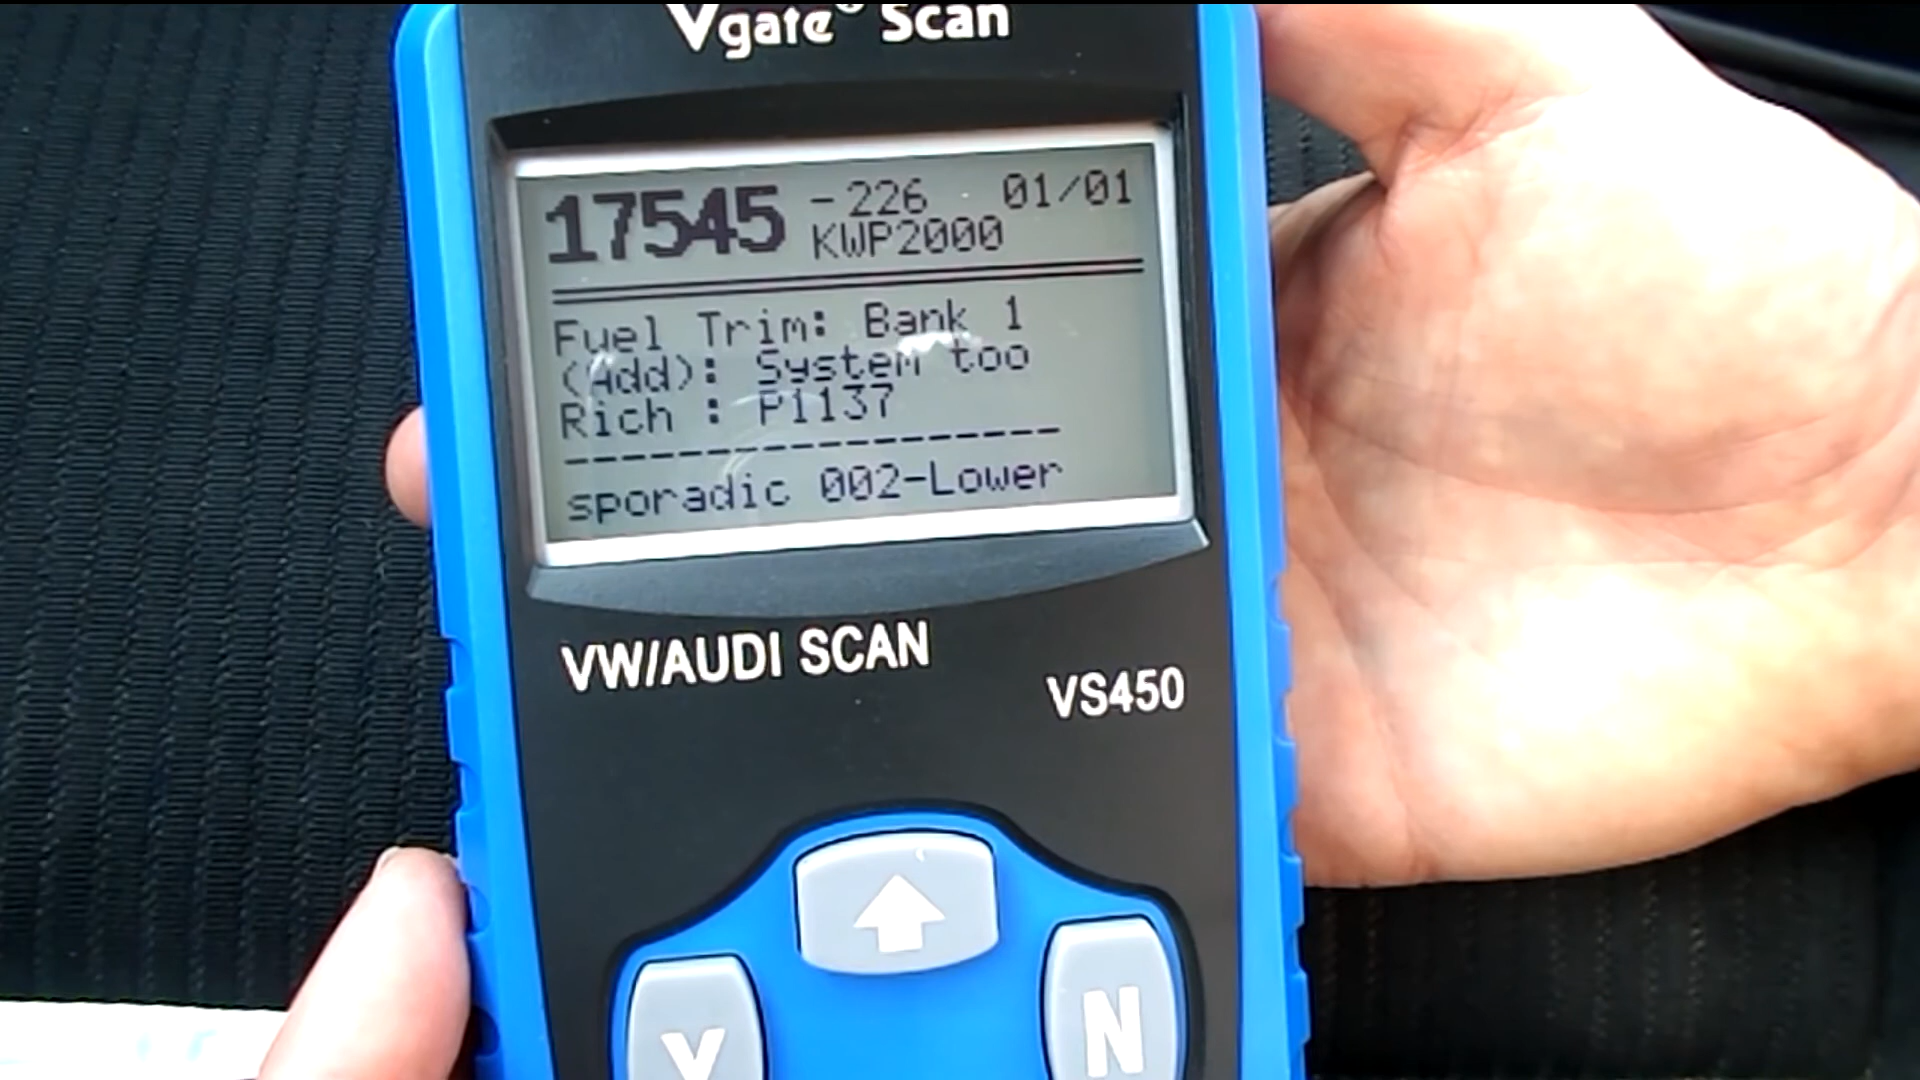 Vgate® Scan
17545 - 226 01/01
KWP2000
Fuel Trim: Bank 1
(Add): System too
Rich : P1137
--------------------
sporadic 002-Lower
VW/AUDI SCAN
VS450
Y N